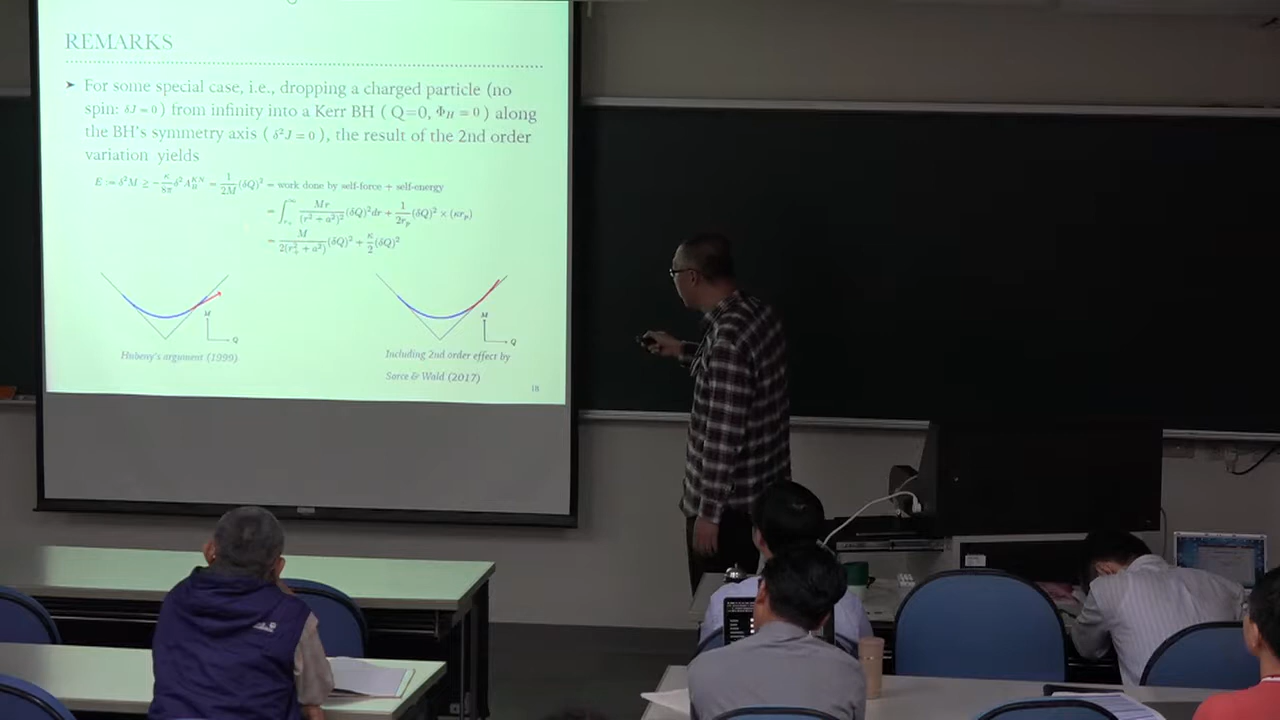 REMARKS
➤ For some special case, i.e., dropping a charged particle (no
spin: δJ = 0) from infinity into a Kerr BH ( Q=0, Φ_H = 0 ) along
the BH's symmetry axis ( δ²J = 0 ), the result of the 2nd order
variation yields
E := δ²M ≥ −κ/8π δ²A_H^KN = 1/2M (δQ)² = work done by self-force + self-energy
= ∫_{r_+}^∞ Mr/(r² + a²)² (δQ)² dr + 1/2r_p (δQ)² × (κr_p)
= M/2(r_+² + a²) (δQ)² + κ/2 (δQ)²
M
Q
M
Q
Hubeny's argument (1999)
Including 2nd order effect by
Sorce & Wald (2017)
18